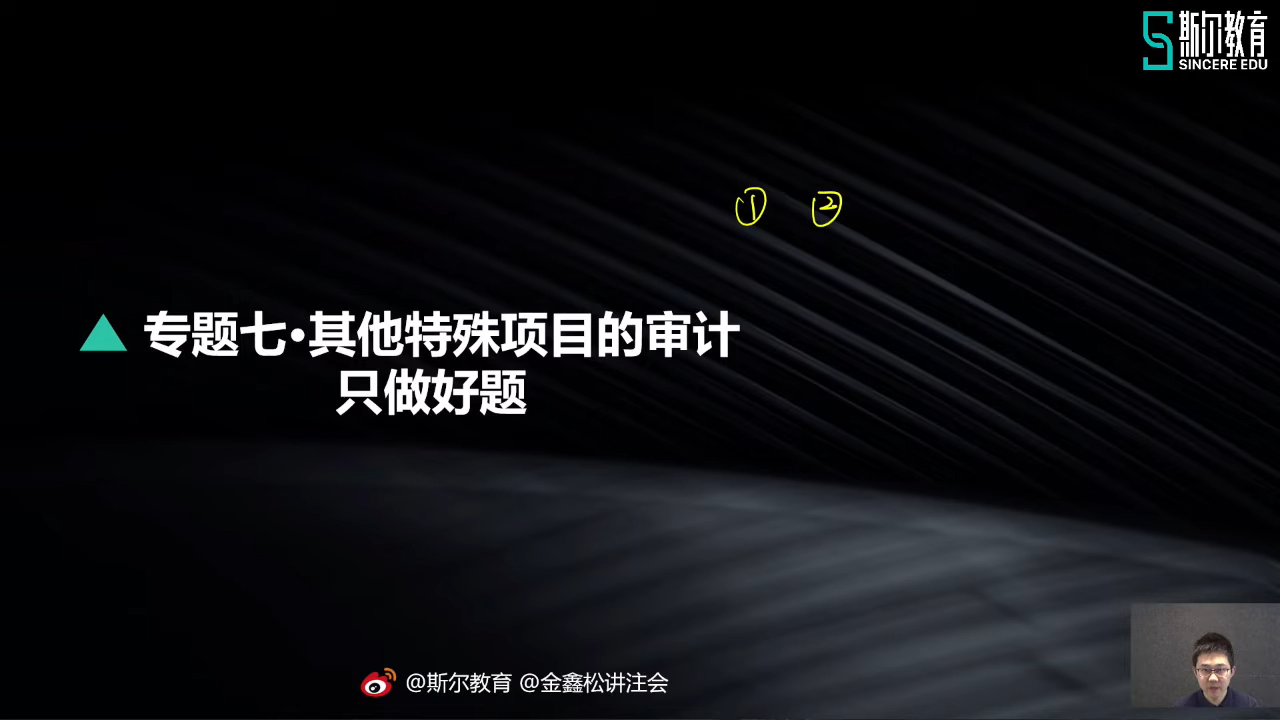 斯尔教育
SINCERE EDU
① ②
专题七·其他特殊项目的审计
只做好题
@斯尔教育 @金鑫松讲注会